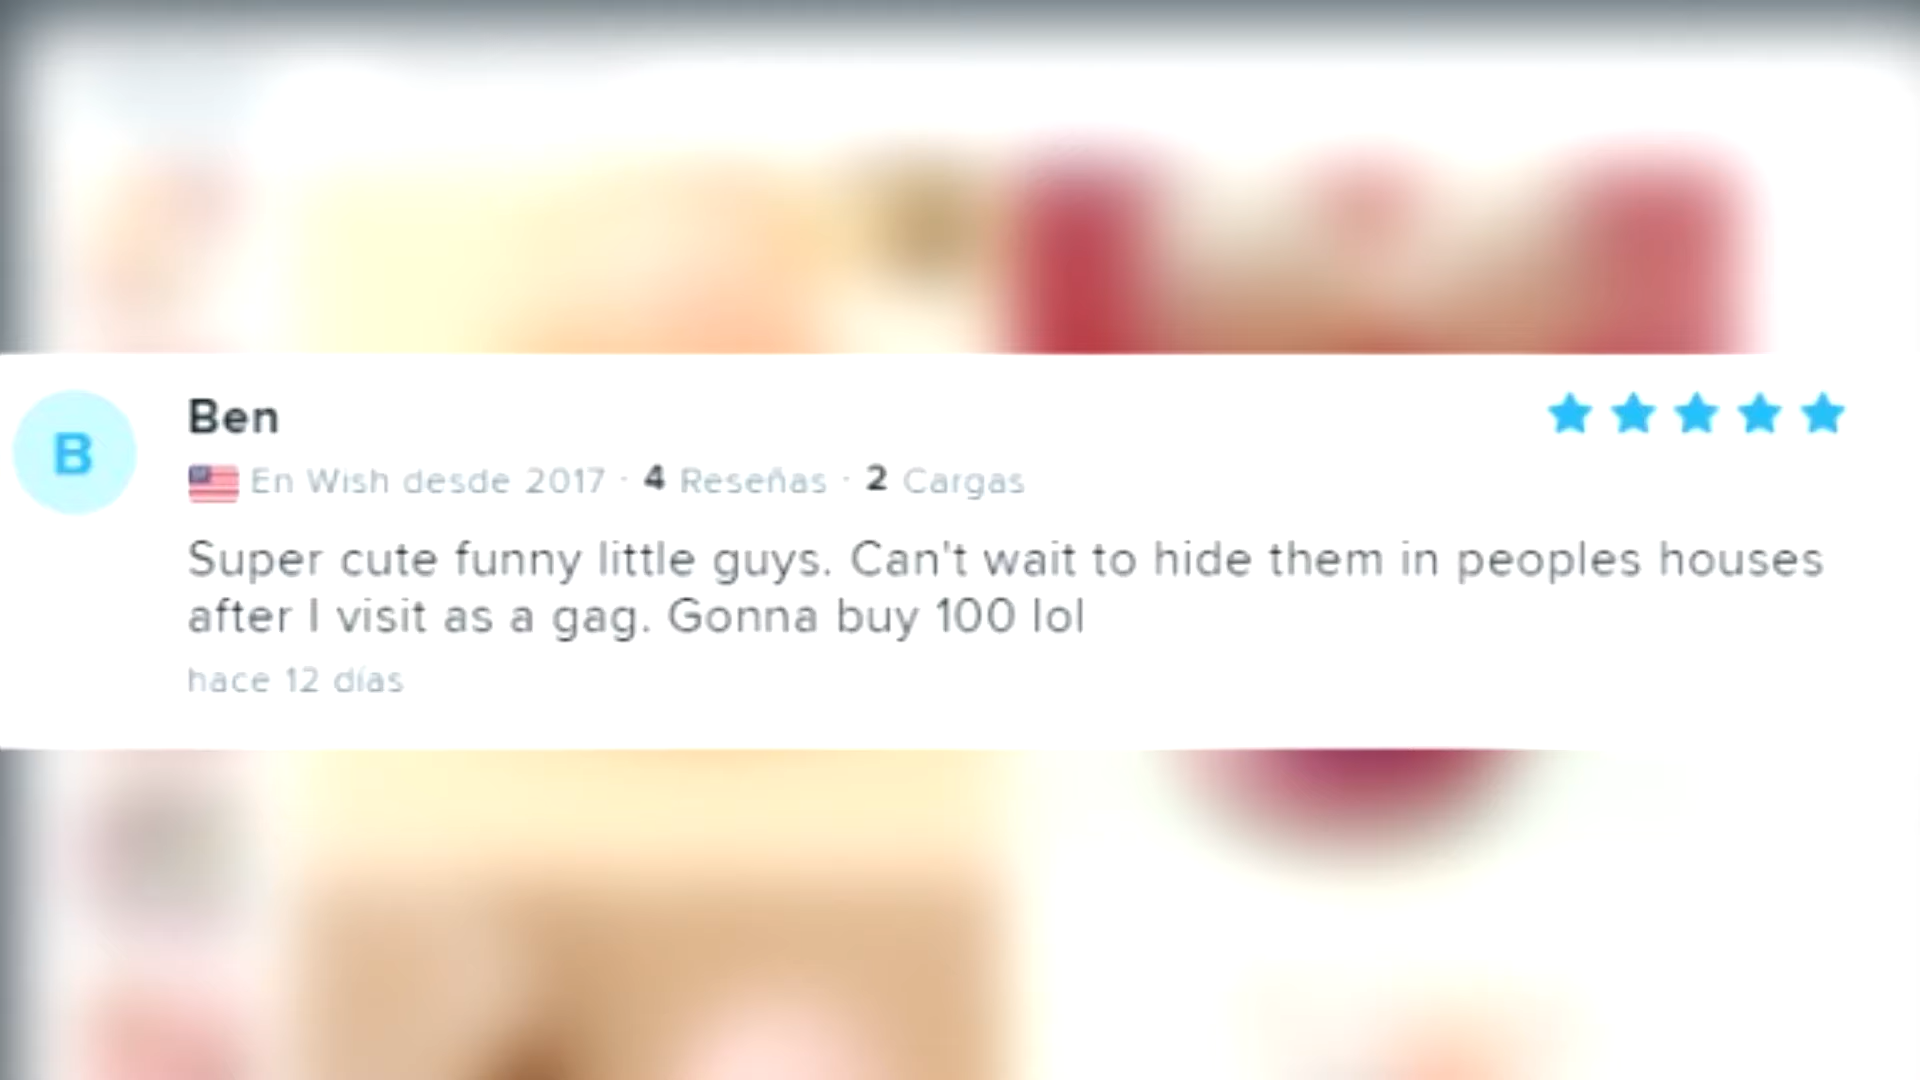 B
Ben
En Wish desde 2017 · 4 Reseñas · 2 Cargas
Super cute funny little guys. Can't wait to hide them in peoples houses
after I visit as a gag. Gonna buy 100 lol
hace 12 días